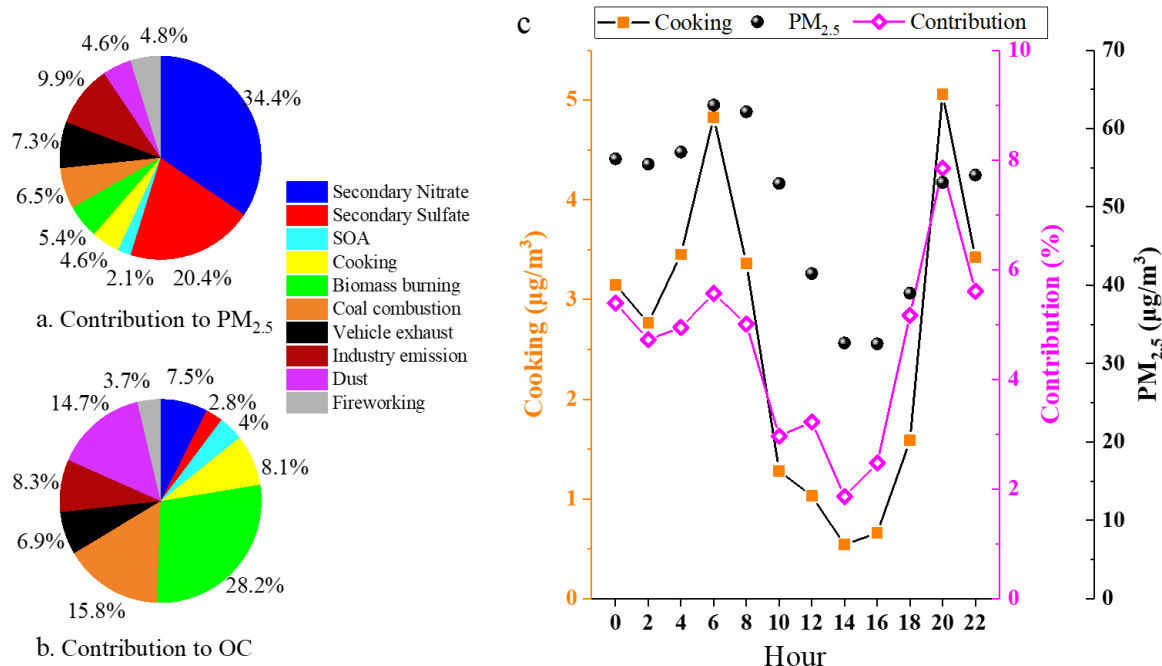 4.6%
4.8%
9.9%
34.4%
7.3%
6.5%
5.4%
4.6%
2.1%
20.4%
a. Contribution to PM2.5
Secondary Nitrate
Secondary Sulfate
SOA
Cooking
Biomass burning
Coal combustion
Vehicle exhaust
Industry emission
Dust
Fireworking
3.7%
7.5%
14.7%
2.8%
4%
8.1%
8.3%
6.9%
28.2%
15.8%
b. Contribution to OC
c
Cooking PM2.5 Contribution
Cooking (μg/m³)
5
4
3
2
1
0
0 2 4 6 8 10 12 14 16 18 20 22
Hour
Contribution (%)
10
8
6
4
2
0
PM2.5 (μg/m³)
70
60
50
40
30
20
10
0